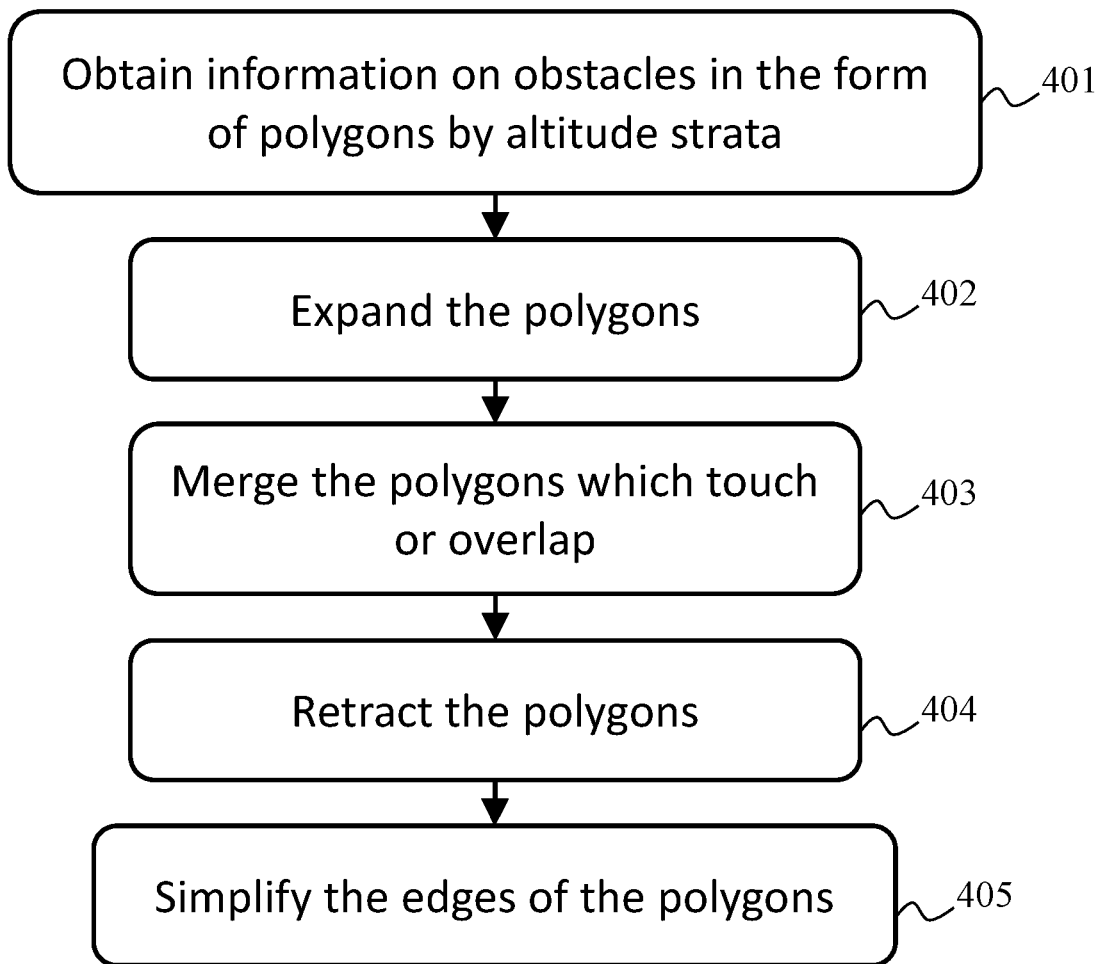 Obtain information on obstacles in the form
of polygons by altitude strata
401
Expand the polygons
402
Merge the polygons which touch
or overlap
403
Retract the polygons
404
Simplify the edges of the polygons
405